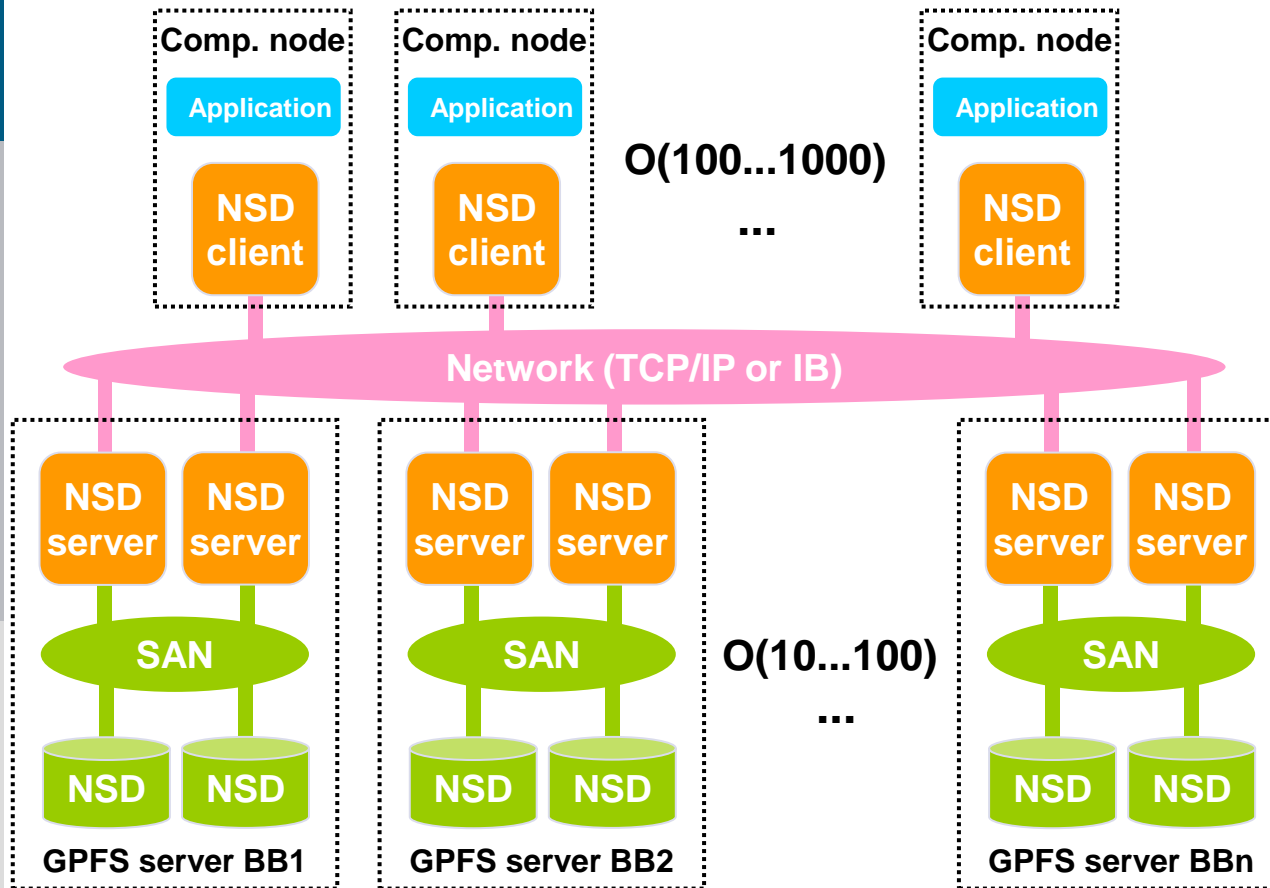 Comp. node
Comp. node
Comp. node
Application
Application
Application
O(100...1000)
...
NSD
client
NSD
client
NSD
client
Network (TCP/IP or IB)
NSD
server
NSD
server
NSD
server
NSD
server
NSD
server
NSD
server
SAN
SAN
O(10...100)
...
SAN
NSD
NSD
NSD
NSD
NSD
NSD
GPFS server BB1
GPFS server BB2
GPFS server BBn